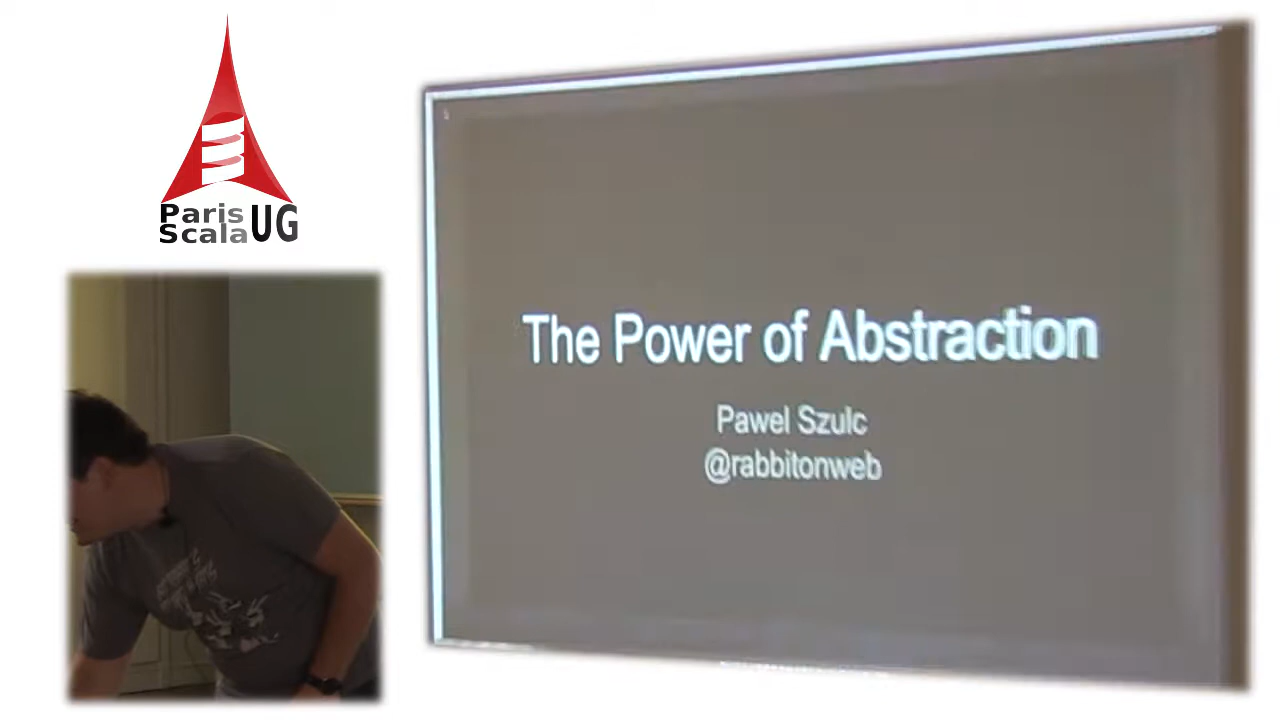 Paris
Scala UG
The Power of Abstraction
Pawel Szulc
@rabbitonweb